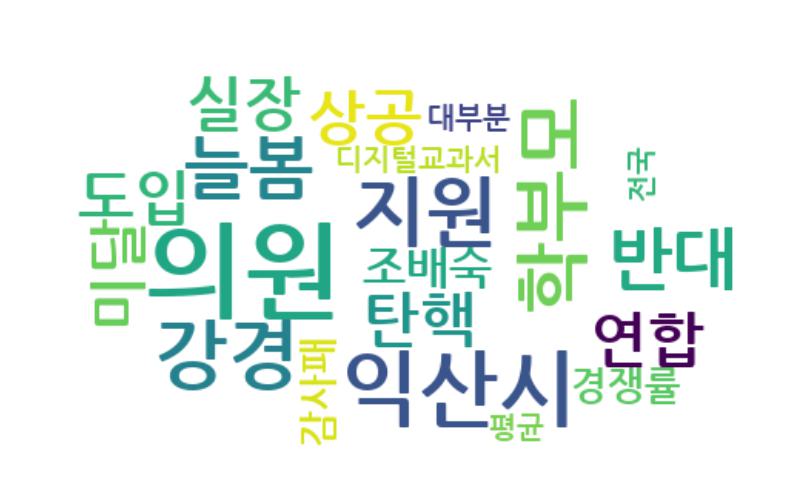 실장
상공
대부분
학부모
늘봄
디지털교과서
전국
도입
지원
미달
의원
조배숙
반대
탄핵
강경
연합
감사패
익산시
경쟁률
평균